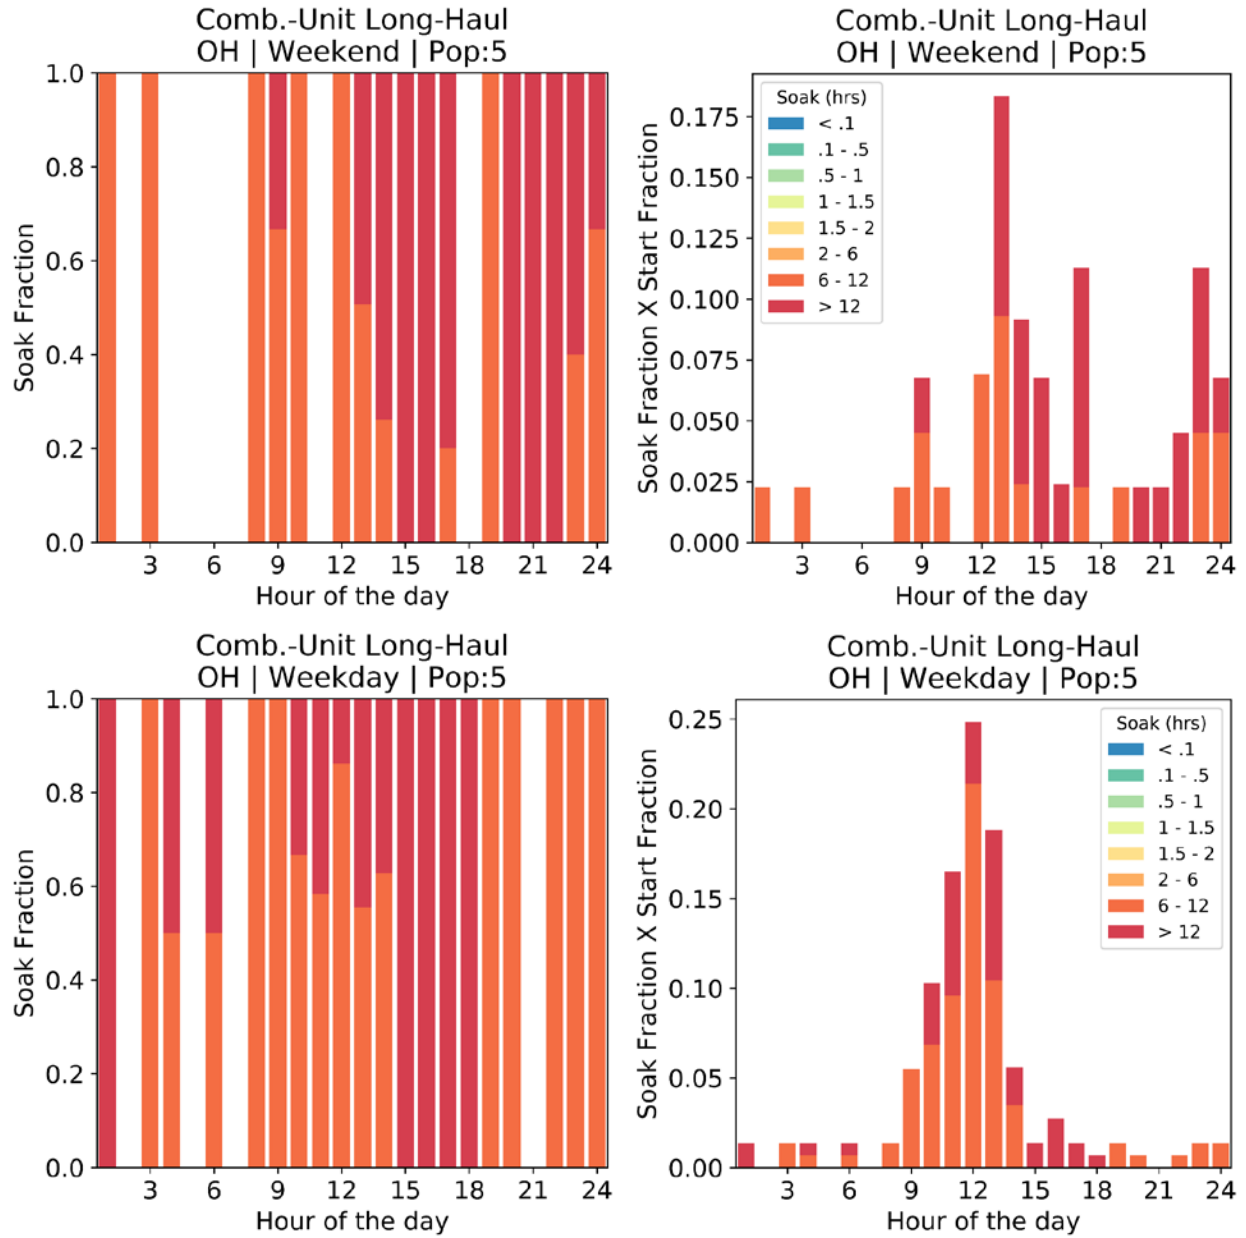 Comb.-Unit Long-Haul
OH | Weekend | Pop:5
1.0
0.8
0.6
0.4
0.2
0.0
Soak Fraction
3 6 9 12 15 18 21 24
Hour of the day
Comb.-Unit Long-Haul
OH | Weekend | Pop:5
0.175
0.150
0.125
0.100
0.075
0.050
0.025
0.000
Soak Fraction X Start Fraction
Soak (hrs)
< .1
.1 - .5
.5 - 1
1 - 1.5
1.5 - 2
2 - 6
6 - 12
> 12
3 6 9 12 15 18 21 24
Hour of the day
Comb.-Unit Long-Haul
OH | Weekday | Pop:5
1.0
0.8
0.6
0.4
0.2
0.0
Soak Fraction
3 6 9 12 15 18 21 24
Hour of the day
Comb.-Unit Long-Haul
OH | Weekday | Pop:5
0.25
0.20
0.15
0.10
0.05
0.00
Soak Fraction X Start Fraction
Soak (hrs)
< .1
.1 - .5
.5 - 1
1 - 1.5
1.5 - 2
2 - 6
6 - 12
> 12
3 6 9 12 15 18 21 24
Hour of the day